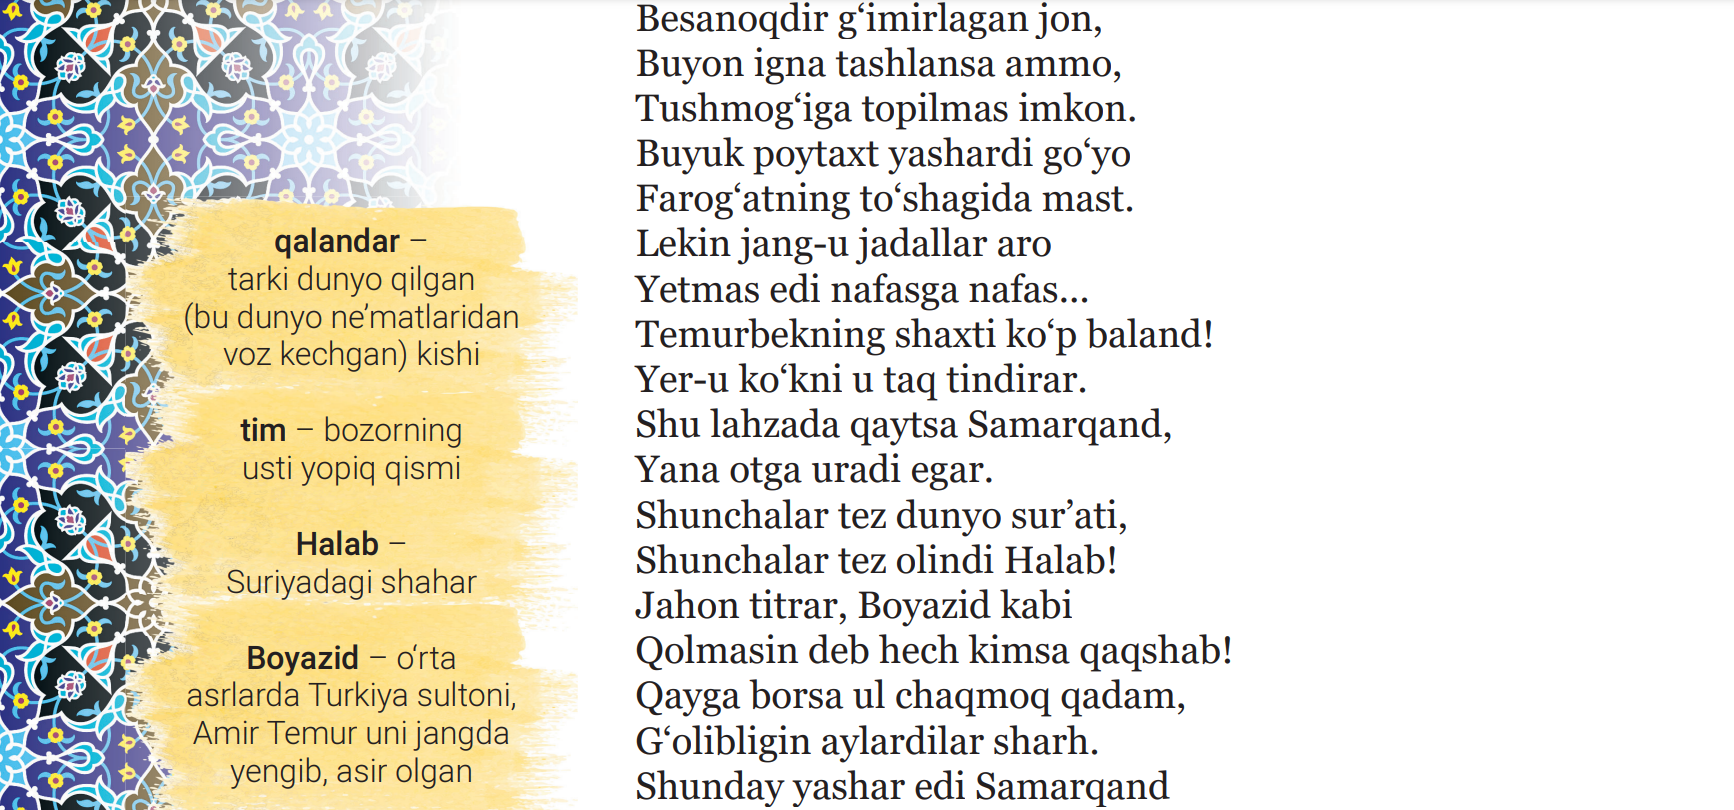 Besanoqdir g‘imirlagan jon,
Buyon igna tashlansa ammo,
Tushmog‘iga topilmas imkon.
Buyuk poytaxt yashardi go‘yo
Farog‘atning to‘shagida mast.
Lekin jang-u jadallar aro
Yetmas edi nafasga nafas...
Temurbekning shaxti ko‘p baland!
Yer-u ko‘kni u taq tindirar.
Shu lahzada qaytsa Samarqand,
Yana otga uradi egar.
Shunchalar tez dunyo sur’ati,
Shunchalar tez olindi Halab!
Jahon titrar, Boyazid kabi
Qolmasin deb hech kimsa qaqshab!
Qayga borsa ul chaqmoq qadam,
G‘olibligin aylardilar sharh.
Shunday yashar edi Samarqand
qalandar –
tarki dunyo qilgan
(bu dunyo ne’matlaridan
voz kechgan) kishi
tim – bozorning
usti yopiq qismi
Halab –
Suriyadagi shahar
Boyazid – o‘rta
asrlarda Turkiya sultoni,
Amir Temur uni jangda
yengib, asir olgan